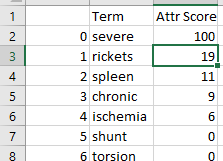 1 Term Attr Score
2 0 severe 100
3 1 rickets 19
4 2 spleen 11
5 3 chronic 9
6 4 ischemia 6
7 5 shunt 0
8 6 torsion 0